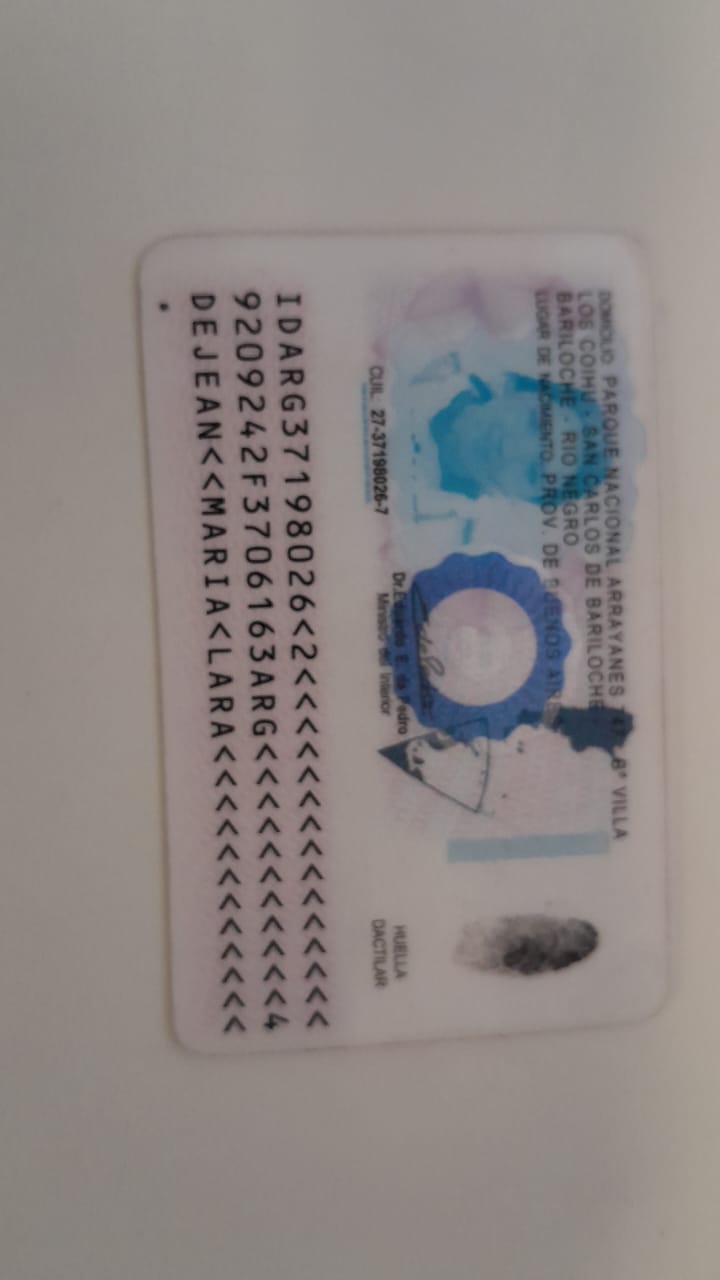 DOMICILIO: PARQUE NACIONAL ARRAYANES VILLA
LOS COIHU - SAN CARLOS DE BARILOCHE
BARILOCHE - RIO NEGRO
LUGAR DE NACIMIENTO: PROV. DE BUENOS AIRES
CUIL: 27-37198026-7
Dr. Eduardo E. de Pedro
Ministro del Interior
HUELLA
DACTILAR
IDARG37198026<2<<<<<<<<<<<<<<<
9209242F3706163ARG<<<<<<<<<<<4
DEJEAN<<MARIA<LARA<<<<<<<<<<<<